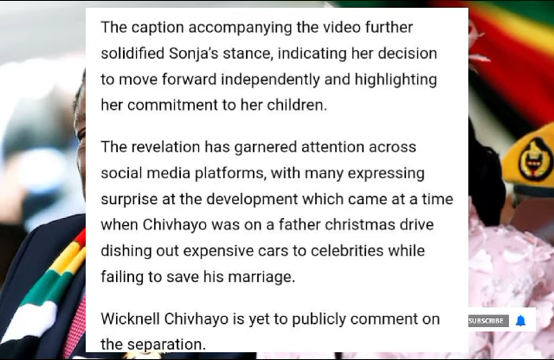 The caption accompanying the video further
solidified Sonja's stance, indicating her decision
to move forward independently and highlighting
her commitment to her children.
The revelation has garnered attention across
social media platforms, with many expressing
surprise at the development which came at a time
when Chivhayo was on a father christmas drive
dishing out expensive cars to celebrities while
failing to save his marriage.
Wicknell Chivhayo is yet to publicly comment on
the separation.
SUBSCRIBE